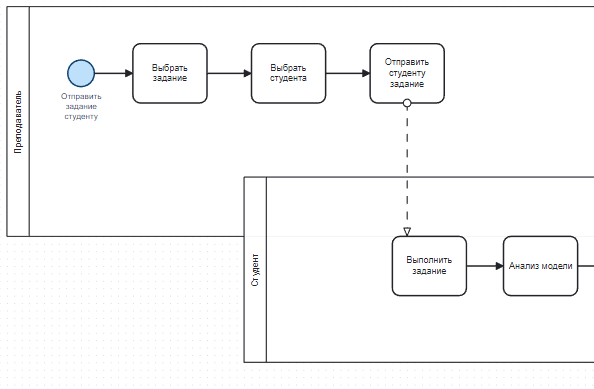 Преподаватель
Отправить
задание
студенту
Выбрать
задание
Выбрать
студента
Отправить
студенту
задание
Студент
Выполнить
задание
Анализ модели